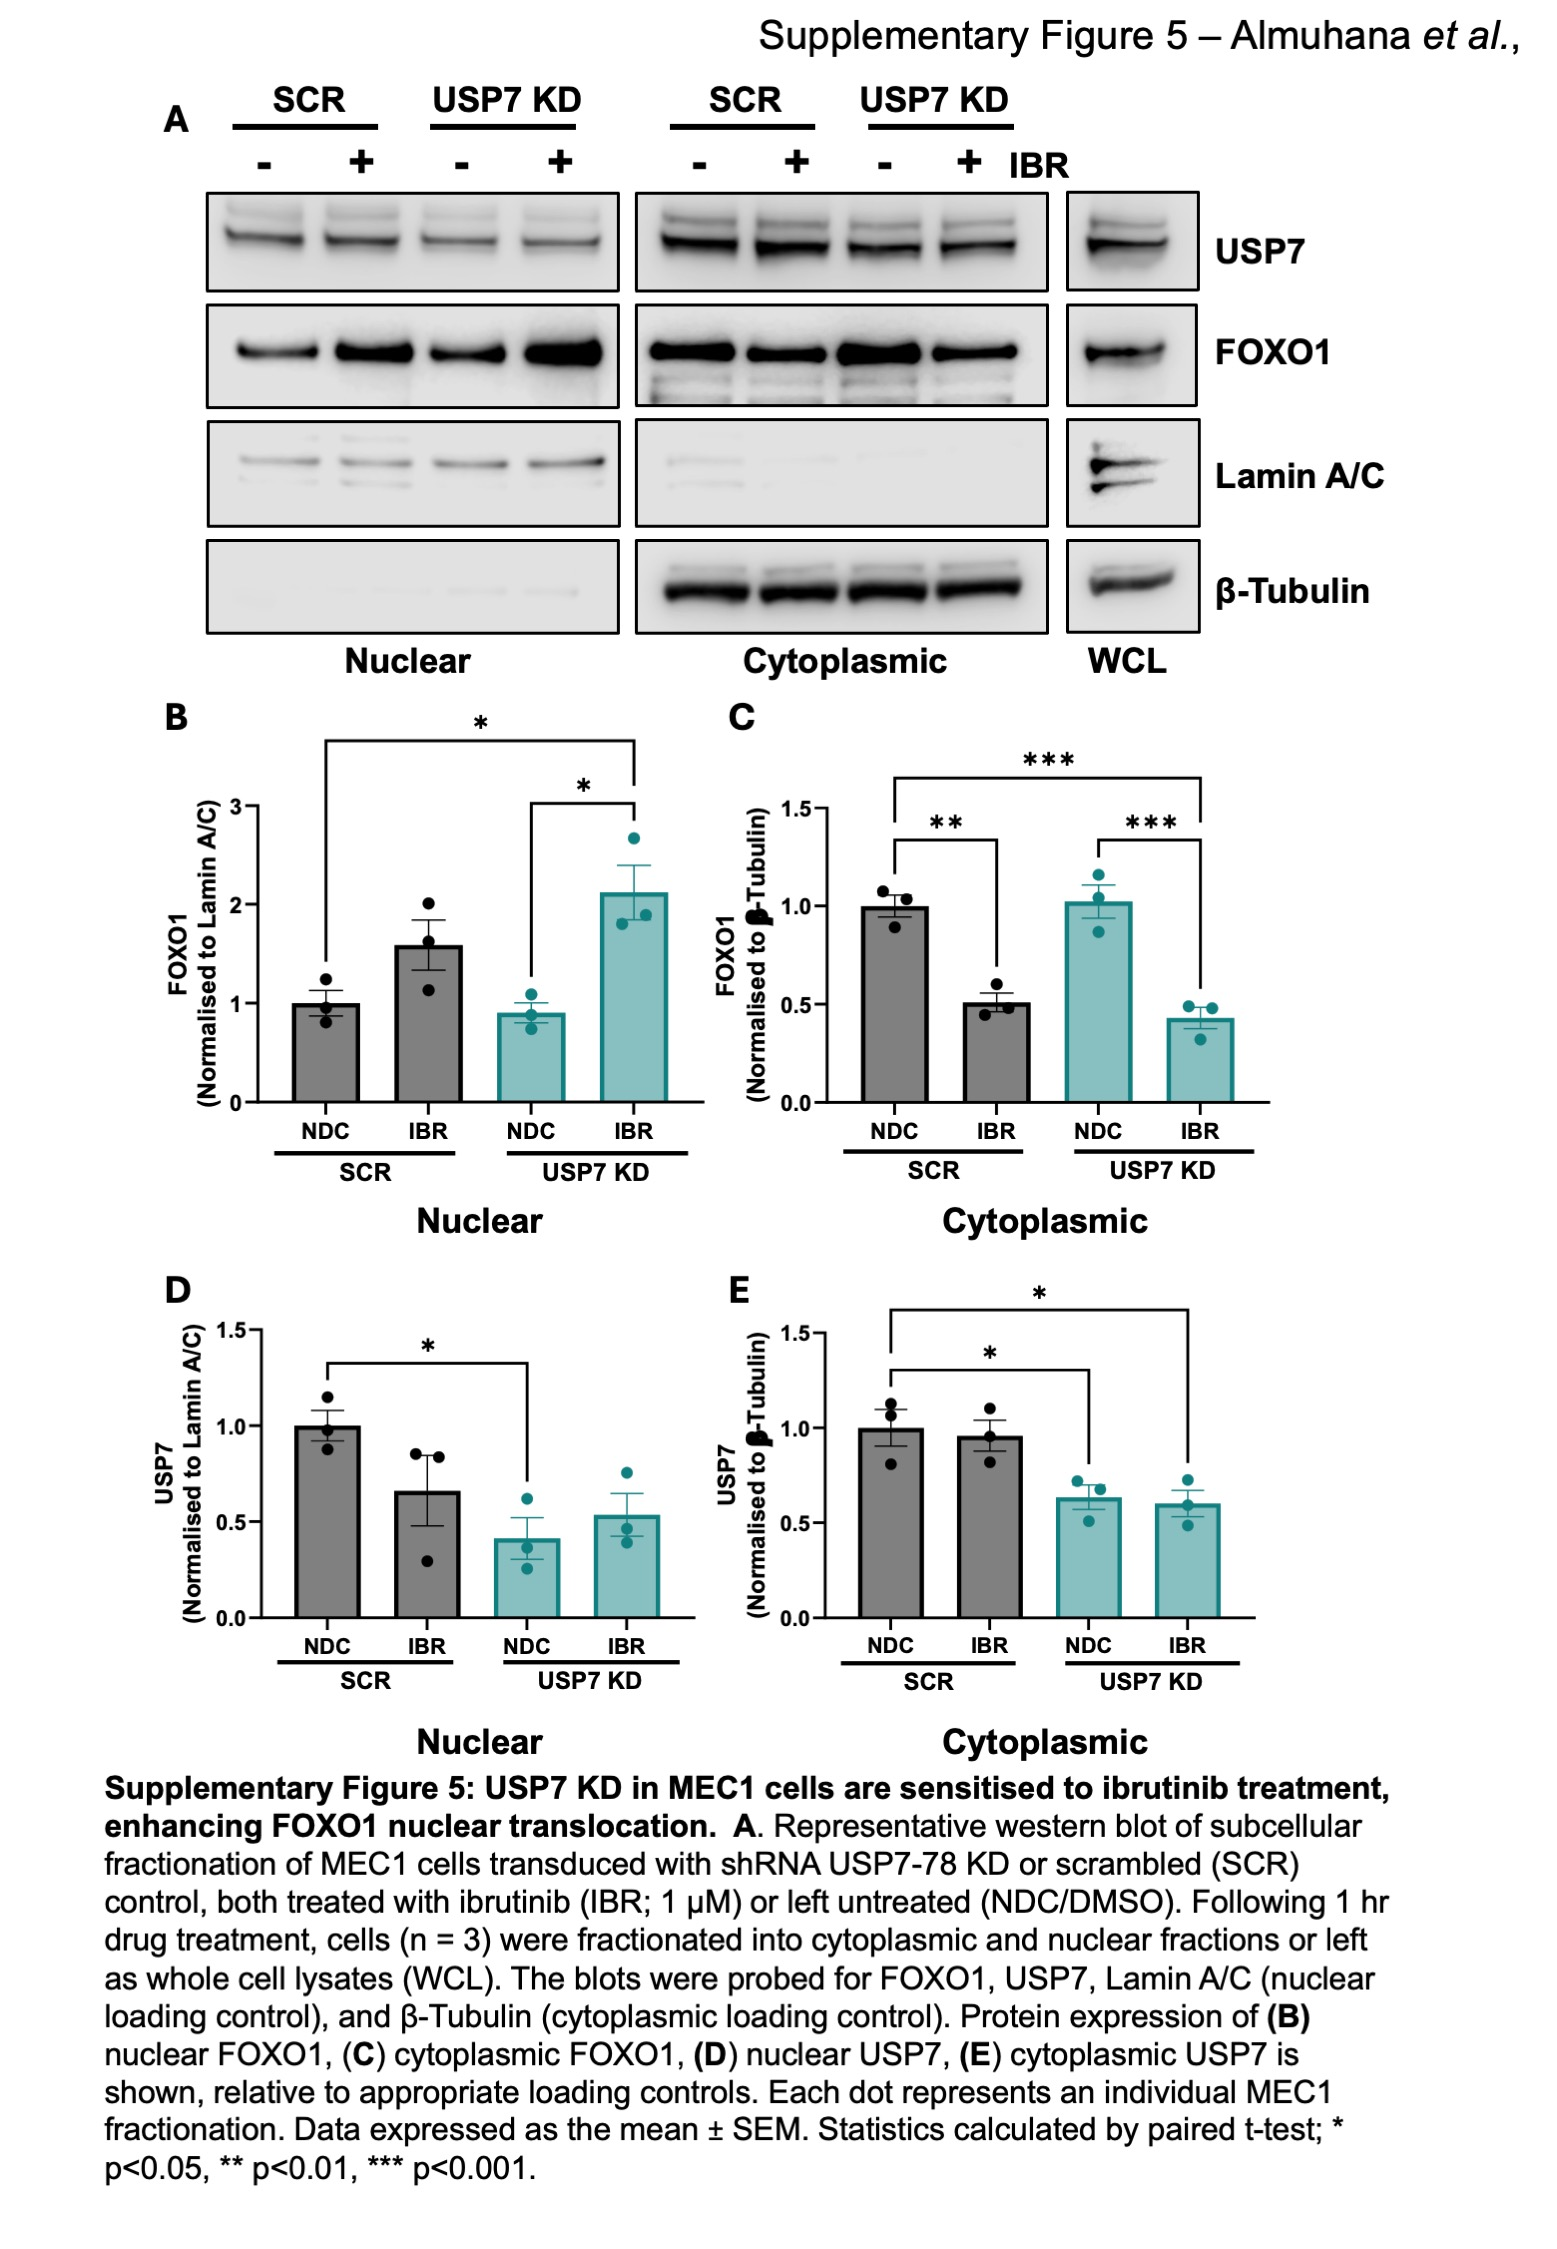 Supplementary Figure 5 – Almuhana et al.,
A
SCR USP7 KD SCR USP7 KD
- + - + - + - + IBR
USP7
FOXO1
Lamin A/C
β-Tubulin
Nuclear Cytoplasmic WCL
B
*
*
FOXO1
(Normalised to Lamin A/C)
3
2
1
0
NDC IBR NDC IBR
SCR USP7 KD
Nuclear
C
***
** ***
FOXO1
(Normalised to β-Tubulin)
1.5
1.0
0.5
0.0
NDC IBR NDC IBR
SCR USP7 KD
Cytoplasmic
D
*
USP7
(Normalised to Lamin A/C)
1.5
1.0
0.5
0.0
NDC IBR NDC IBR
SCR USP7 KD
Nuclear
E
*
*
USP7
(Normalised to β-Tubulin)
1.5
1.0
0.5
0.0
NDC IBR NDC IBR
SCR USP7 KD
Cytoplasmic
Supplementary Figure 5: USP7 KD in MEC1 cells are sensitised to ibrutinib treatment,
enhancing FOXO1 nuclear translocation. A. Representative western blot of subcellular
fractionation of MEC1 cells transduced with shRNA USP7-78 KD or scrambled (SCR)
control, both treated with ibrutinib (IBR; 1 μM) or left untreated (NDC/DMSO). Following 1 hr
drug treatment, cells (n = 3) were fractionated into cytoplasmic and nuclear fractions or left
as whole cell lysates (WCL). The blots were probed for FOXO1, USP7, Lamin A/C (nuclear
loading control), and β-Tubulin (cytoplasmic loading control). Protein expression of (B)
nuclear FOXO1, (C) cytoplasmic FOXO1, (D) nuclear USP7, (E) cytoplasmic USP7 is
shown, relative to appropriate loading controls. Each dot represents an individual MEC1
fractionation. Data expressed as the mean ± SEM. Statistics calculated by paired t-test; *
p<0.05, ** p<0.01, *** p<0.001.